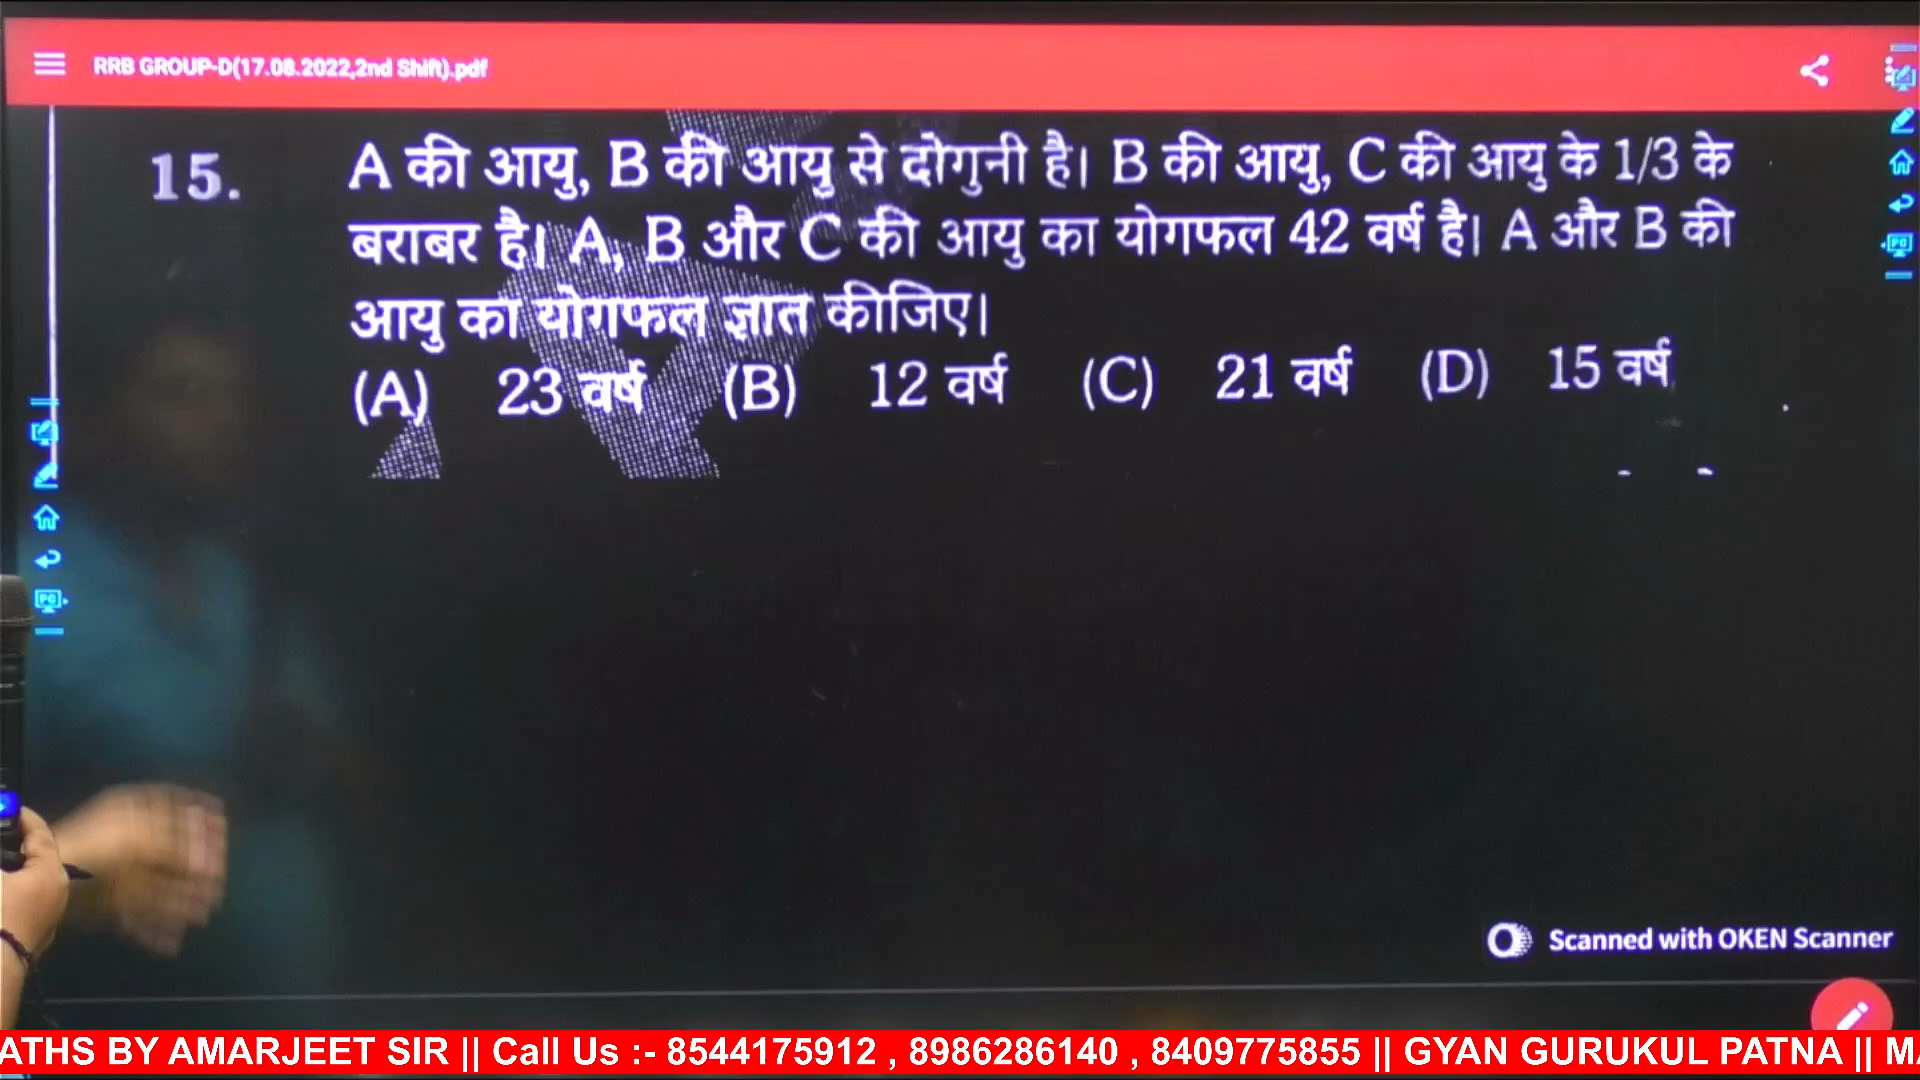 RRB GROUP-D(17.08.2022,2nd Shift).pdf
15. A की आयु, B की आयु से दोगुनी है। B की आयु, C की आयु के 1/3 के
बराबर है। A, B और C की आयु का योगफल 42 वर्ष है। A और B की
आयु का योगफल ज्ञात कीजिए।
(A) 23 वर्ष (B) 12 वर्ष (C) 21 वर्ष (D) 15 वर्ष
Scanned with OKEN Scanner
ATHS BY AMARJEET SIR || Call Us :- 8544175912 , 8986286140 , 8409775855 || GYAN GURUKUL PATNA || MA